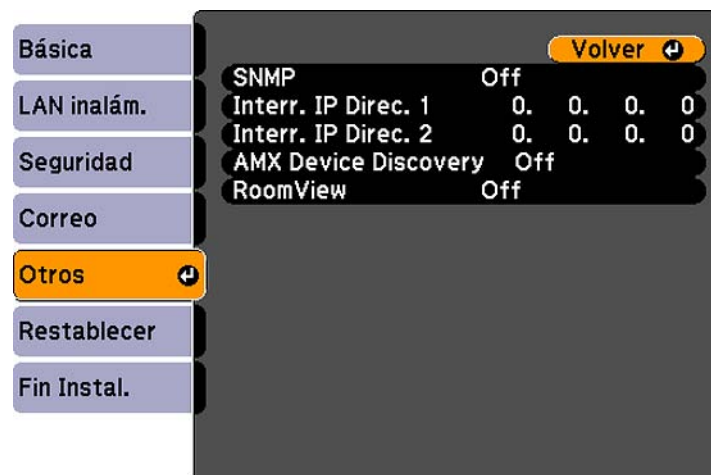 Básica
LAN inalám.
Seguridad
Correo
Otros
Restablecer
Fin Instal.
Volver
SNMP Off
Interr. IP Direc. 1 0. 0. 0. 0
Interr. IP Direc. 2 0. 0. 0. 0
AMX Device Discovery Off
RoomView Off